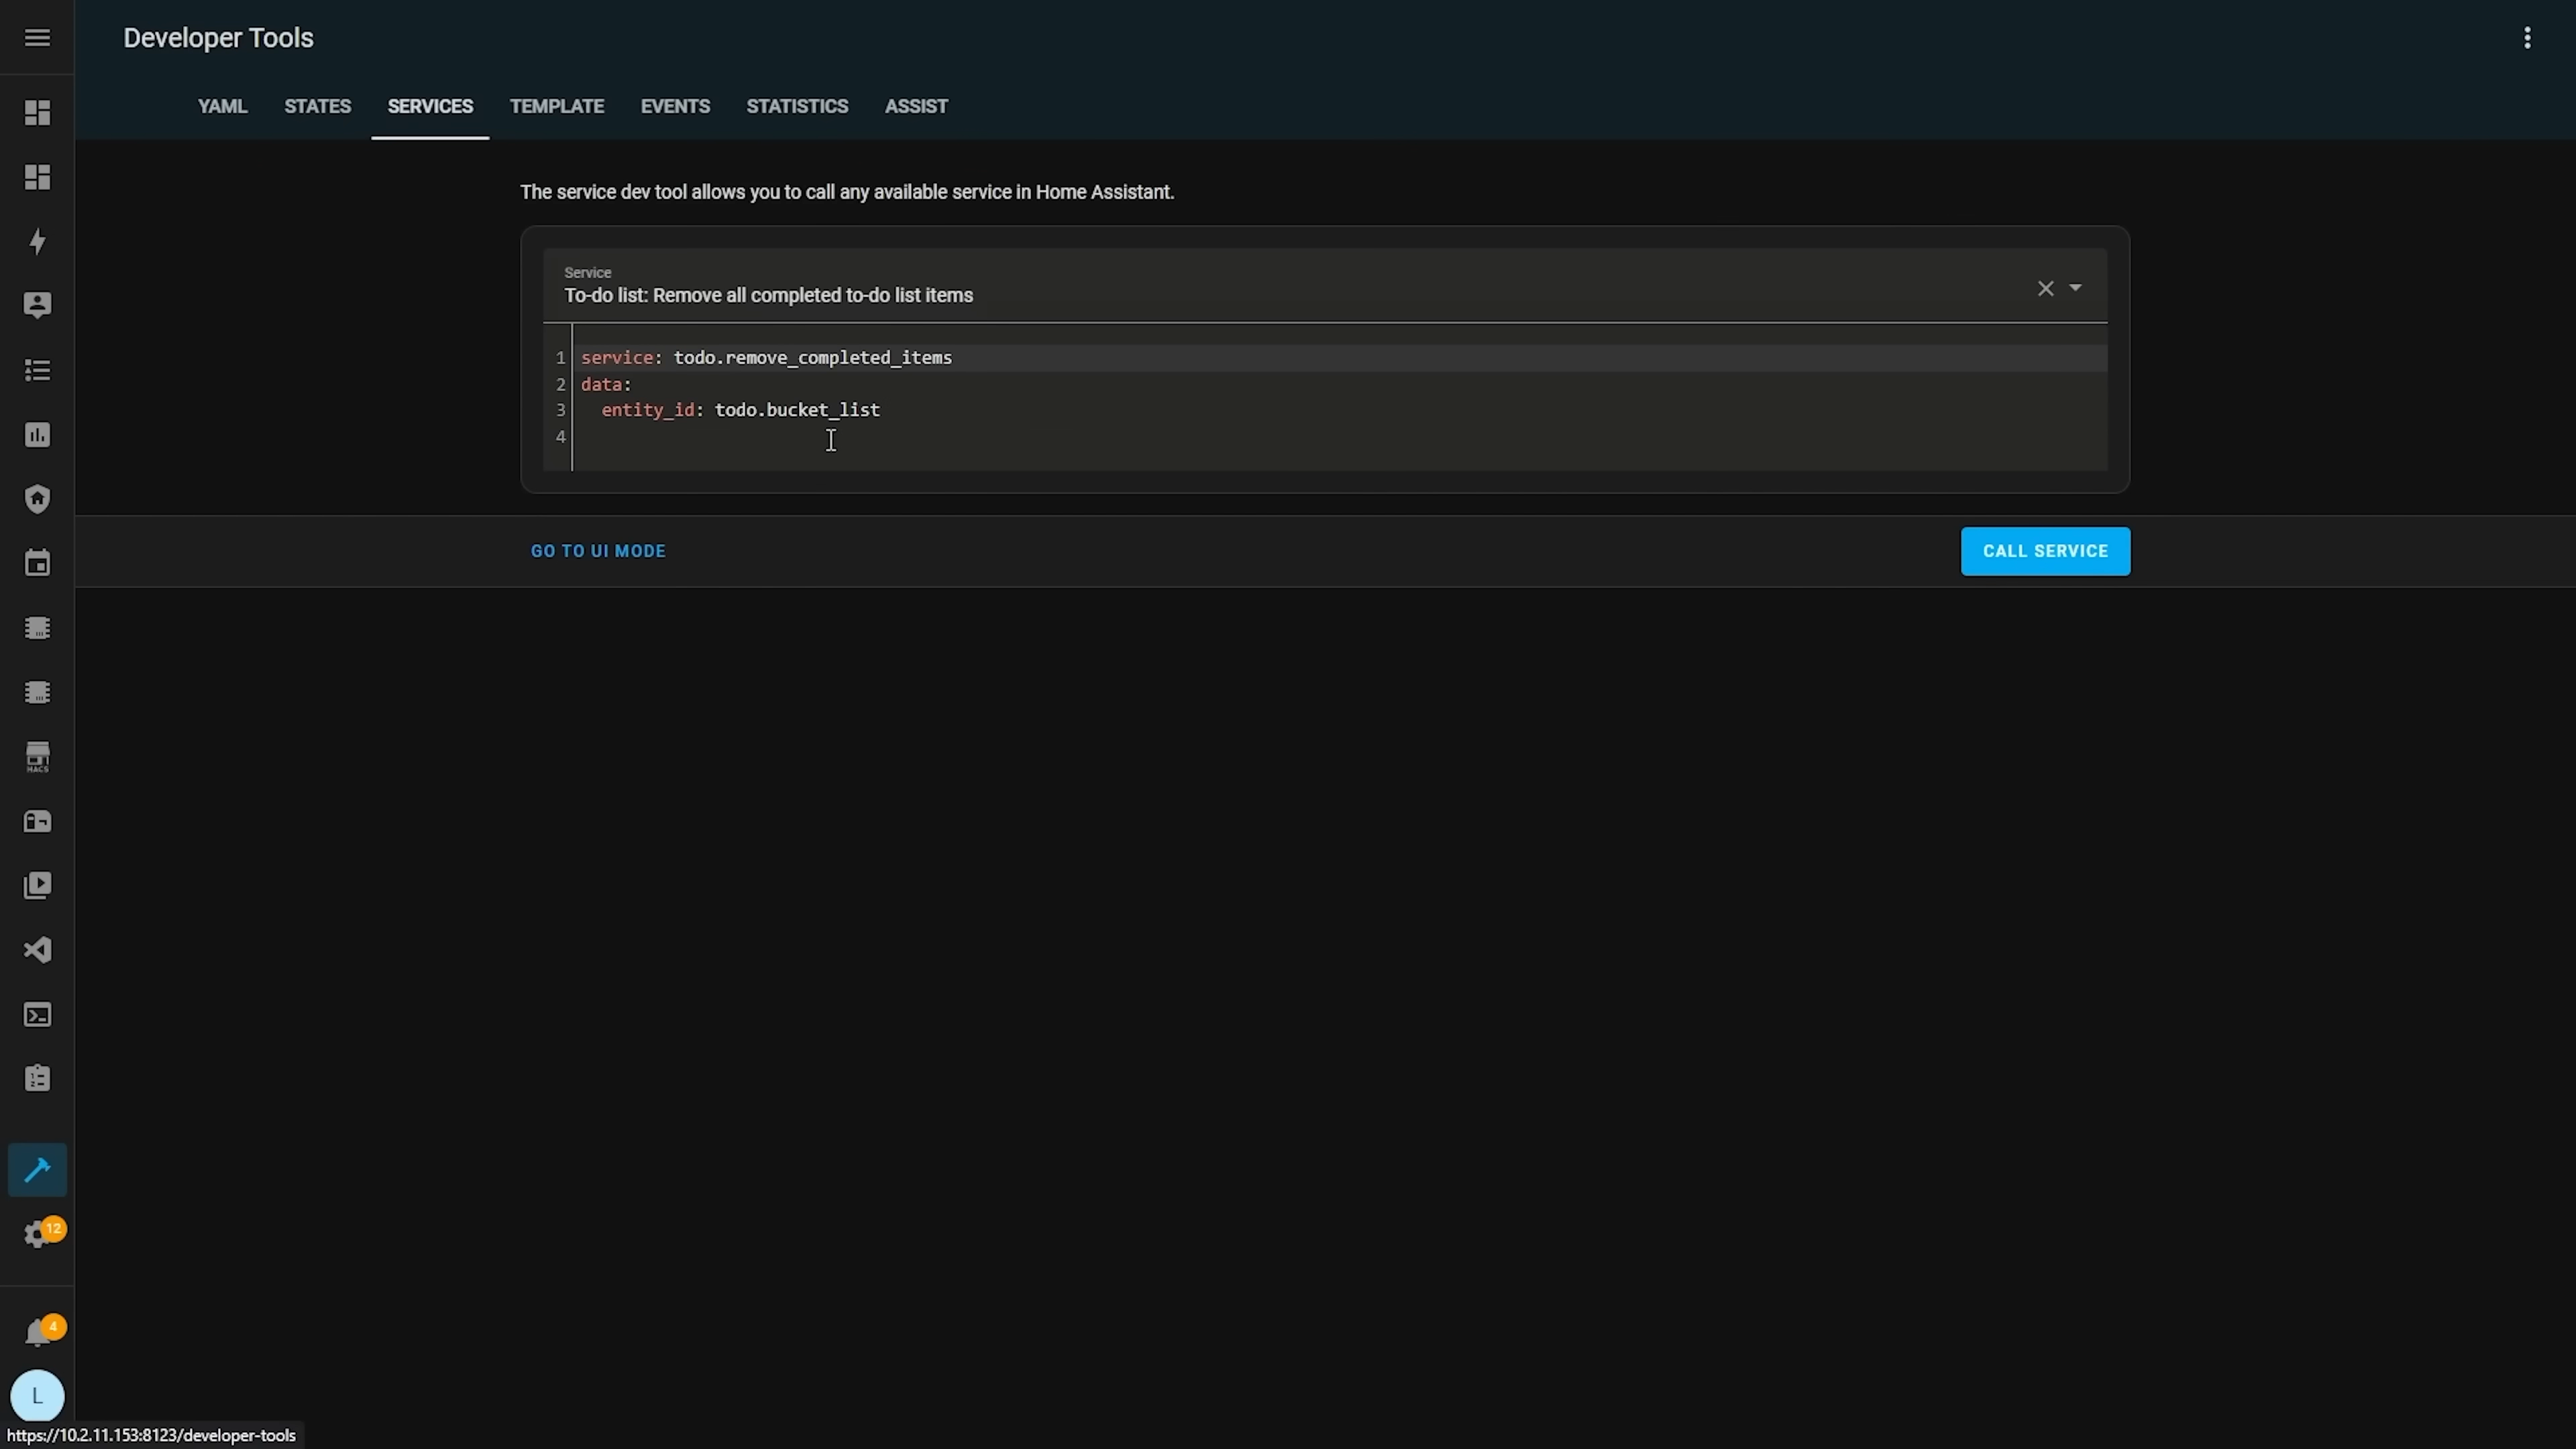 Developer Tools
YAML STATES SERVICES TEMPLATE EVENTS STATISTICS ASSIST
The service dev tool allows you to call any available service in Home Assistant.
Service
To-do list: Remove all completed to-do list items
1 service: todo.remove_completed_items
2 data:
3 entity_id: todo.bucket_list
4
GO TO UI MODE CALL SERVICE
HACS
12
4
L
https://10.2.11.153:8123/developer-tools